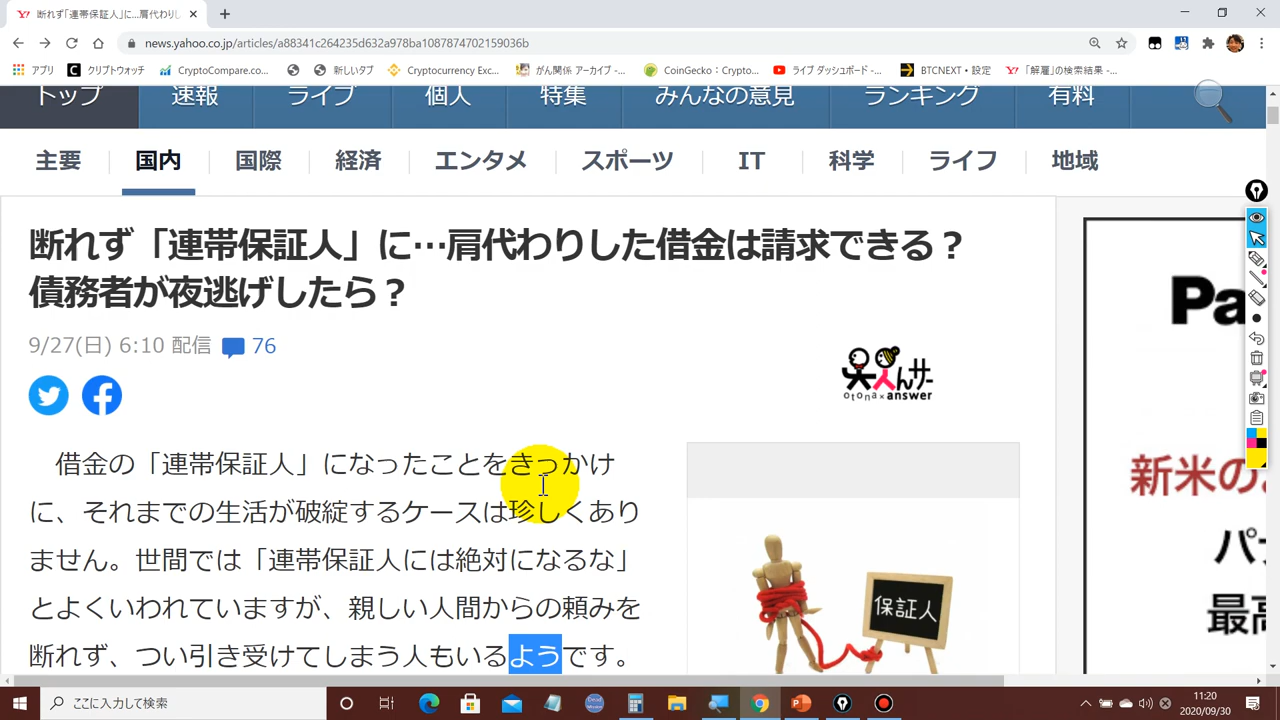 断れず「連帯保証人」に…肩代わりし
news.yahoo.co.jp/articles/a88341c264235d632a978ba1087874702159036b
アプリ クリプトウォッチ CryptoCompare.co... 新しいタブ Cryptocurrency Exc... がん関係 アーカイブ -... CoinGecko：Cryptoc... ライブ ダッシュボード -... BTCNEXT・設定 「解雇」の検索結果 -...
トップ 速報 ライブ 個人 特集 みんなの意見 ランキング 有料
主要 国内 国際 経済 エンタメ スポーツ IT 科学 ライフ 地域
断れず「連帯保証人」に…肩代わりした借金は請求できる？
債務者が夜逃げしたら？
9/27(日) 6:10 配信 76
大人んサー
otona×answer
借金の「連帯保証人」になったことをきっかけ
に、それまでの生活が破綻するケースは珍しくあり
ません。世間では「連帯保証人には絶対になるな」
とよくいわれていますが、親しい人間からの頼みを
断れず、つい引き受けてしまう人もいるようです。
保証人
Pa
新米の
パ
最高
ここに入力して検索
11:20
2020/09/30